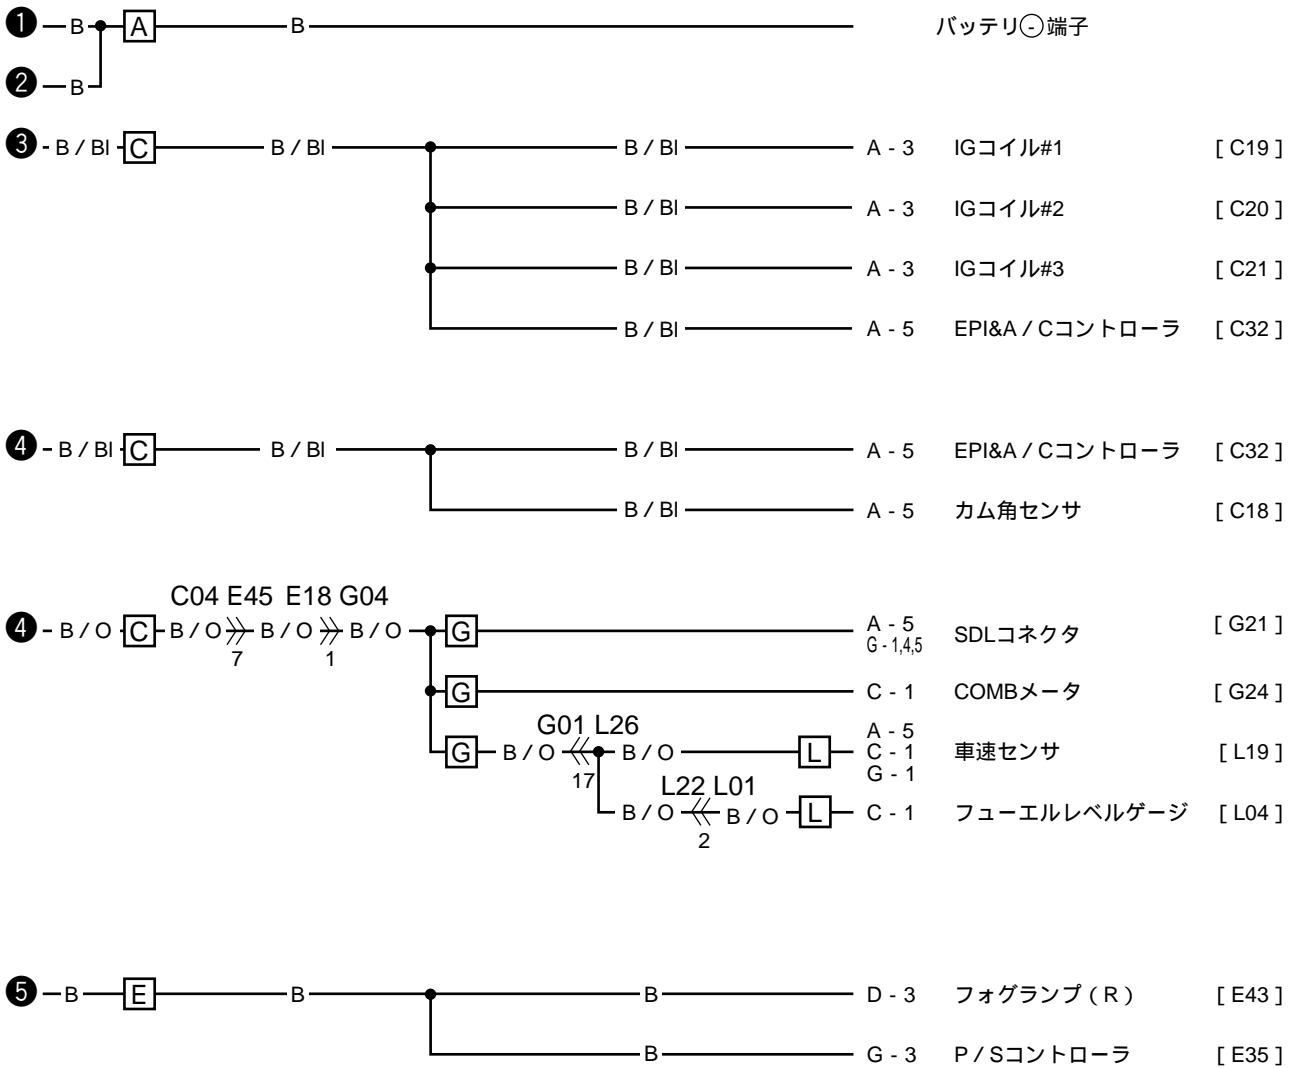 1 B A B バッテリ(-)端子
2 B
3 B / Bl C B / Bl B / Bl A - 3 IGコイル#1 [ C19 ]
B / Bl A - 3 IGコイル#2 [ C20 ]
B / Bl A - 3 IGコイル#3 [ C21 ]
B / Bl A - 5 EPI&A / Cコントローラ [ C32 ]
4 B / Bl C B / Bl B / Bl A - 5 EPI&A / Cコントローラ [ C32 ]
B / Bl A - 5 カム角センサ [ C18 ]
C04 E45 E18 G04
4 B / O C B / O B / O B / O G A - 5 SDLコネクタ [ G21 ]
G - 1,4,5
7 1
G C - 1 COMBメータ [ G24 ]
G01 L26
A - 5
G B / O B / O L C - 1 車速センサ [ L19 ]
G - 1
17
L22 L01
B / O B / O L C - 1 フューエルレベルゲージ [ L04 ]
2
5 B E B B D - 3 フォグランプ ( R ) [ E43 ]
B G - 3 P / Sコントローラ [ E35 ]